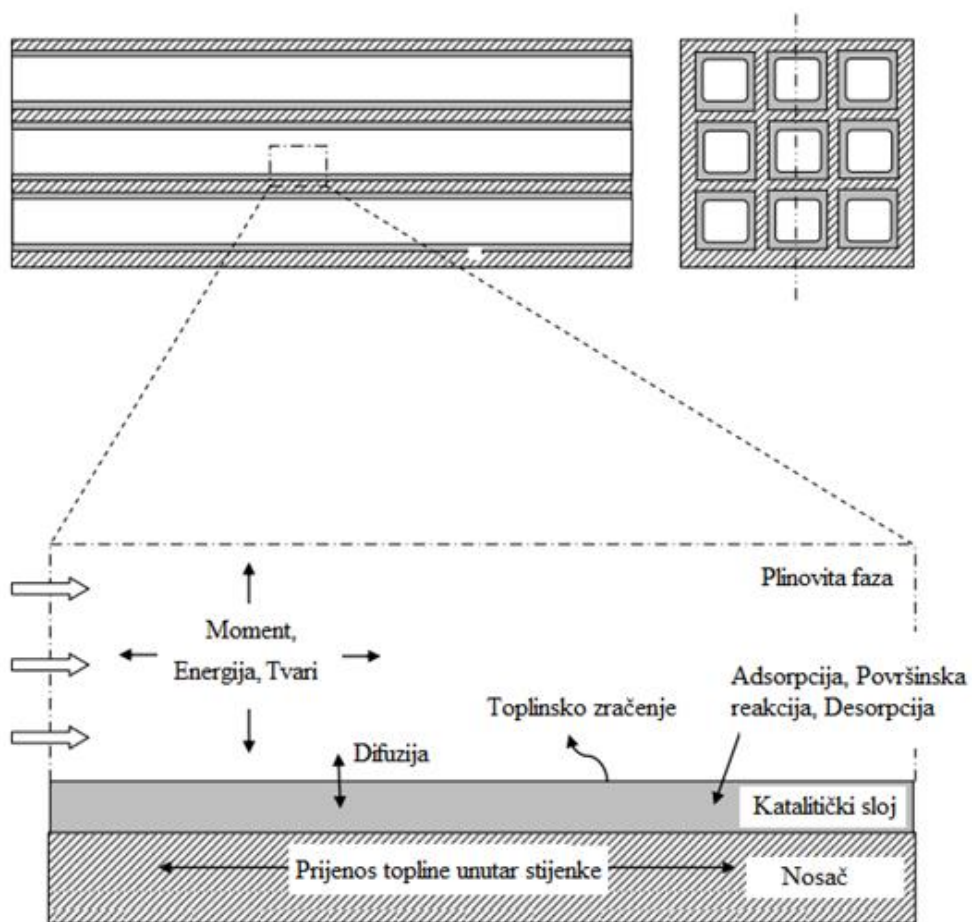 Plinovita faza
Moment,
Energija, Tvari
Adsorpcija, Površinska
reakcija, Desorpcija
Toplinsko zračenje
Difuzija
Katalitički sloj
Prijenos topline unutar stijenke
Nosač